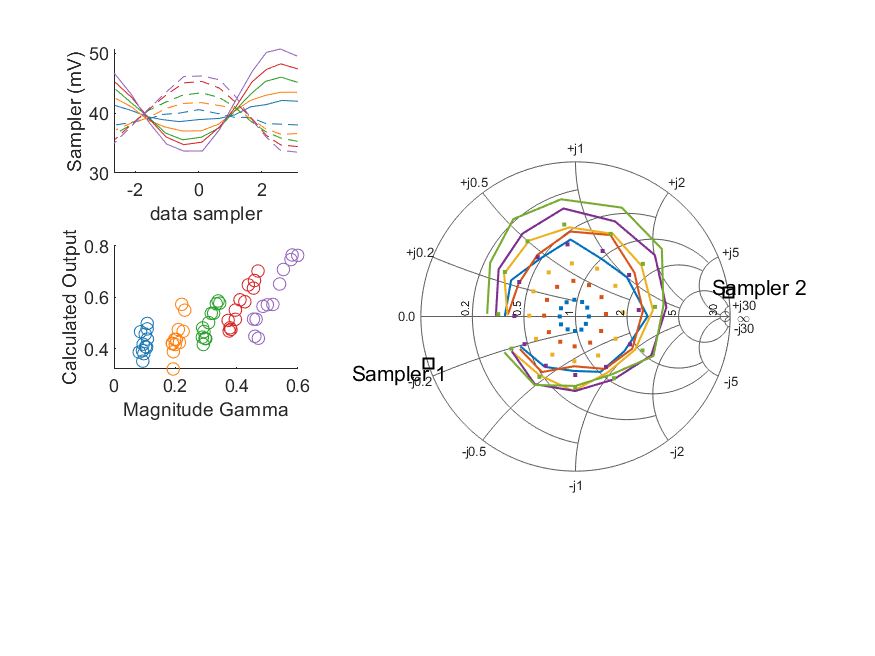 Sampler (mV)
50
40
30
-2
0
2
data sampler
Calculated Output
0.8
0.6
0.4
0
0.2
0.4
0.6
Magnitude Gamma
+j1
+j0.5
+j2
+j0.2
+j5
Sampler 2
0.0
0.2
0.5
1
2
5
30
+j30
∞
-j30
Sampler 1
-j0.2
-j5
-j0.5
-j2
-j1